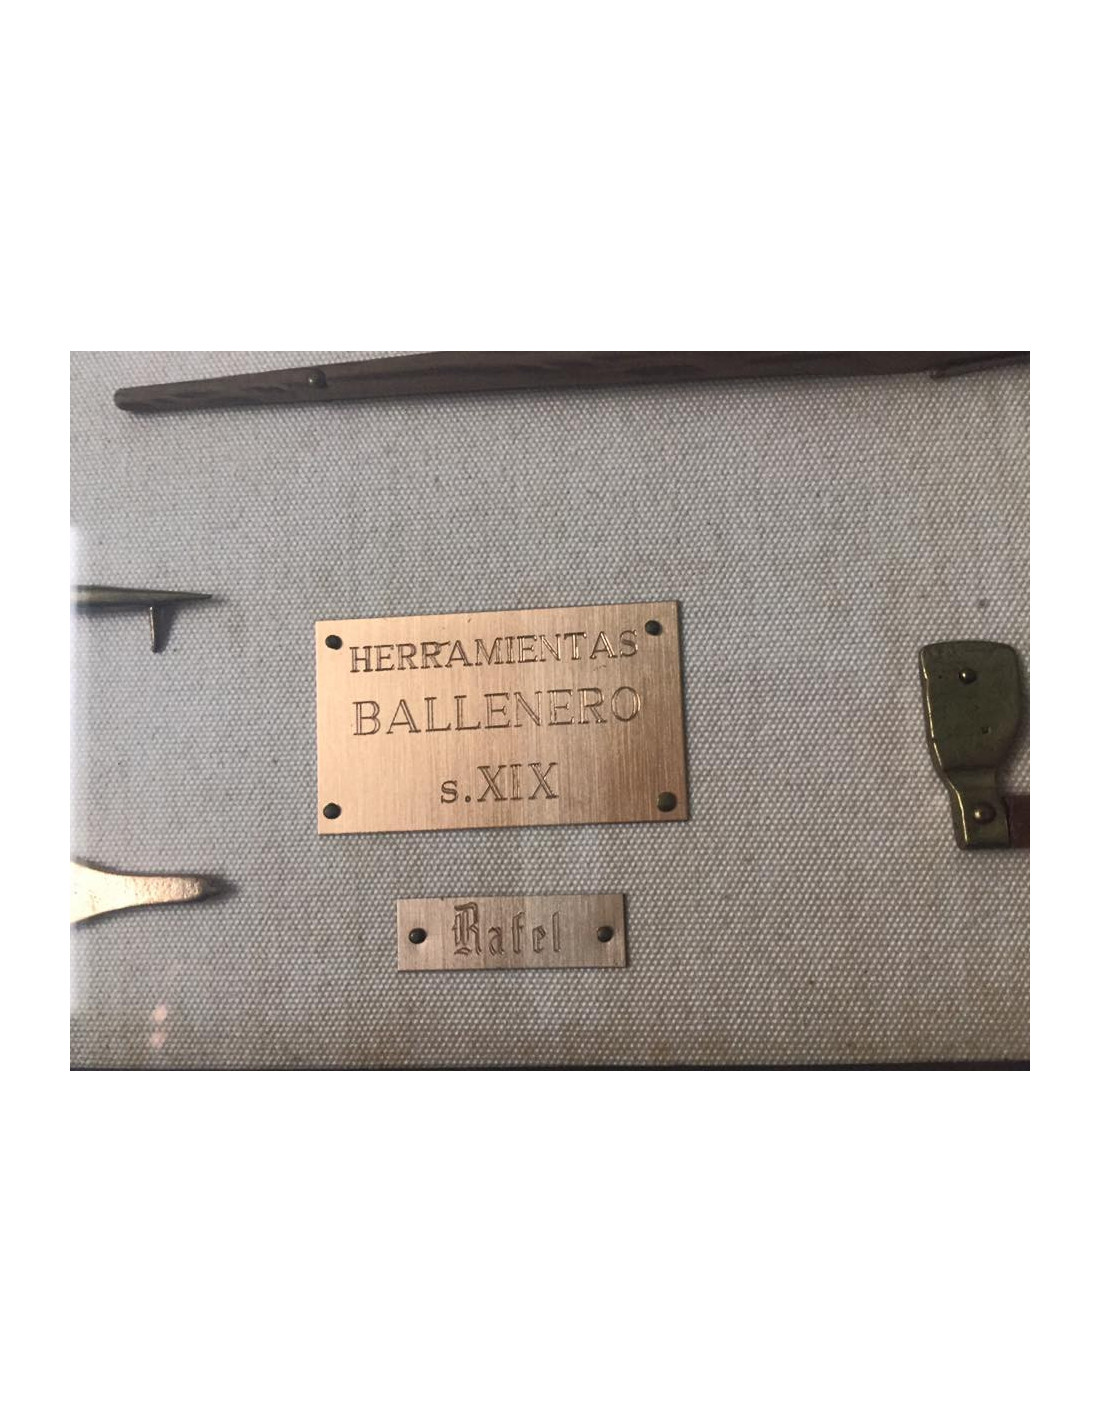 HERRAMIENTAS
BALLENERO
s.XIX
Rafel